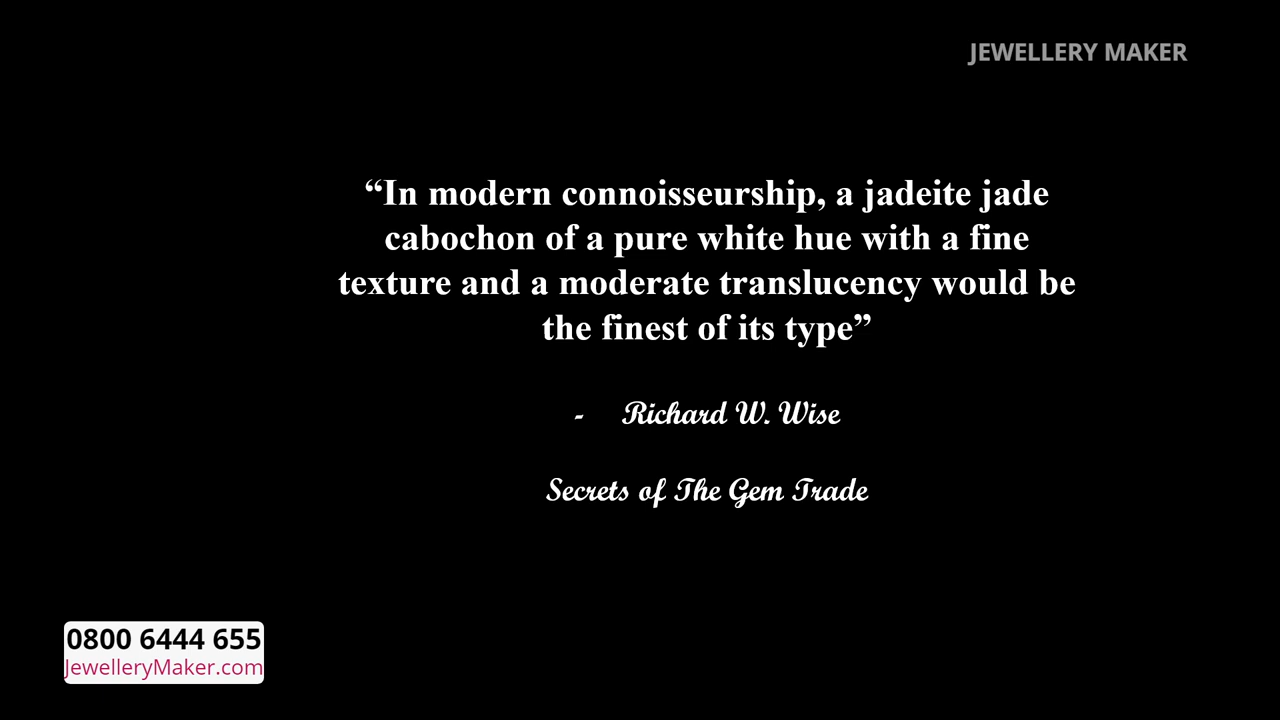 JEWELLERY MAKER
“In modern connoisseurship, a jadeite jade
cabochon of a pure white hue with a fine
texture and a moderate translucency would be
the finest of its type”
- Richard W. Wise
Secrets of The Gem Trade
0800 6444 655
JewelleryMaker.com